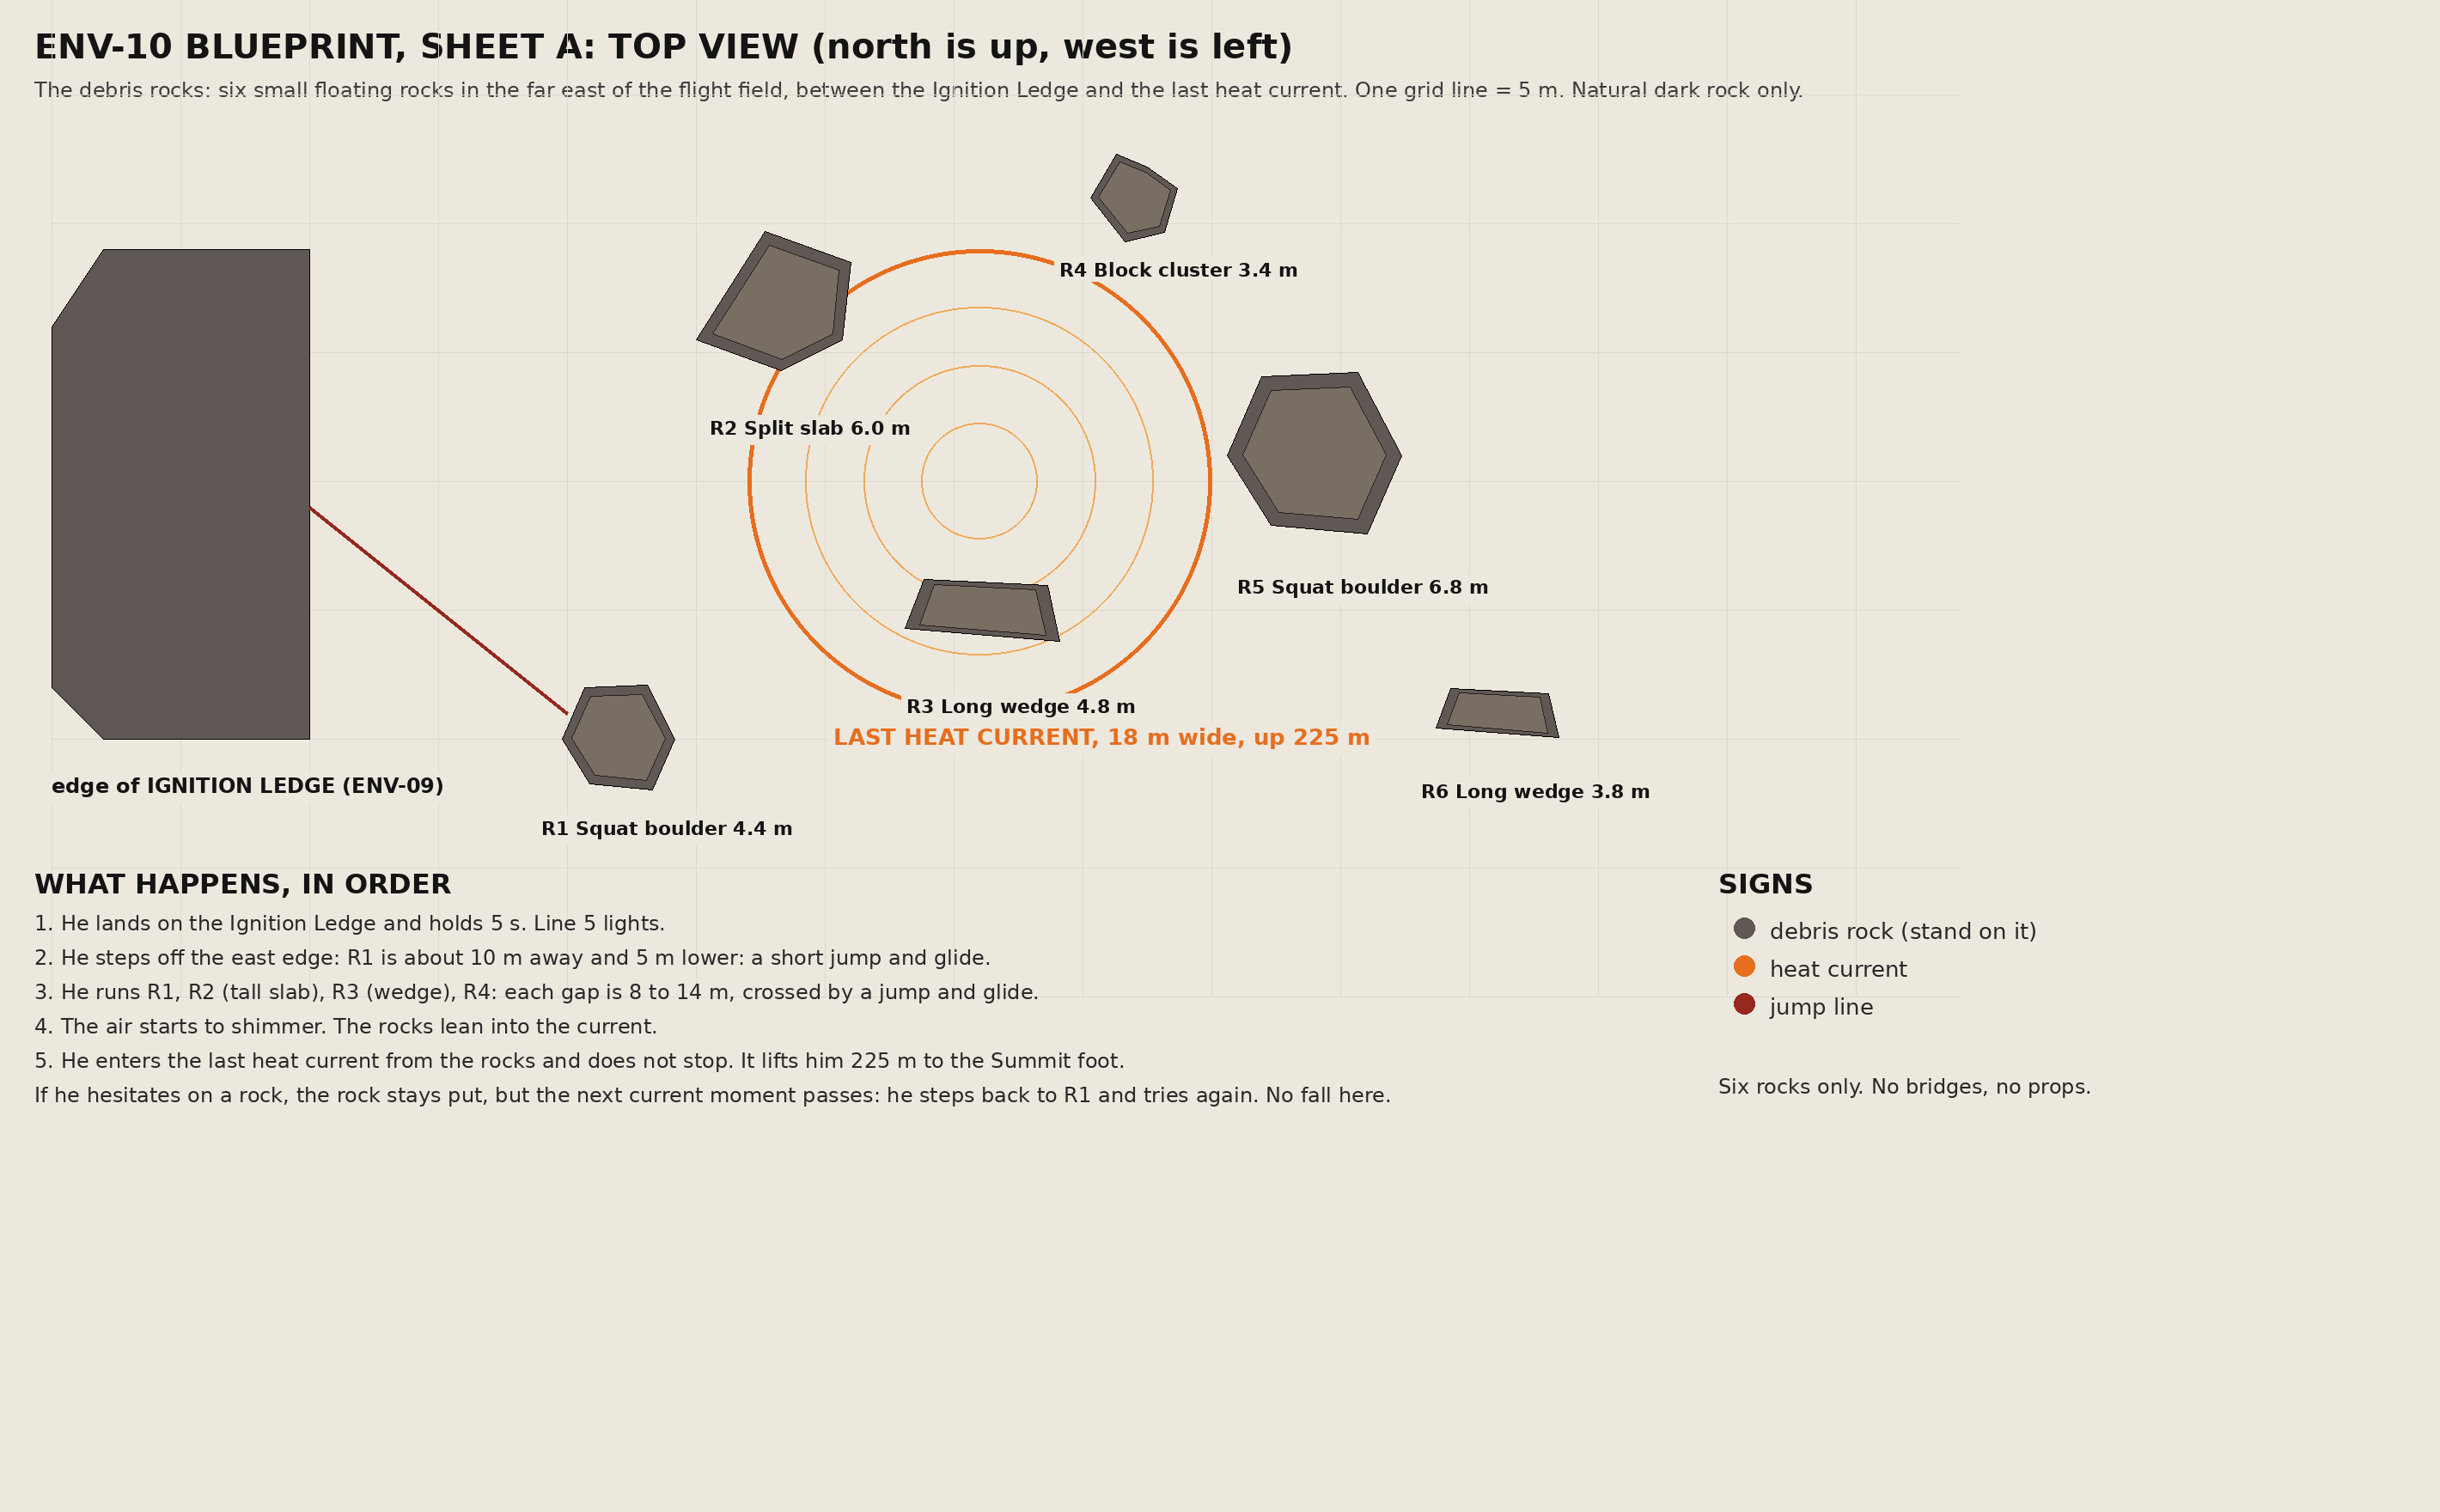 ENV-10 BLUEPRINT, SHEET A: TOP VIEW (north is up, west is left)
The debris rocks: six small floating rocks in the far east of the flight field, between the Ignition Ledge and the last heat current. One grid line = 5 m. Natural dark rock only.
R4 Block cluster 3.4 m
R2 Split slab 6.0 m
R5 Squat boulder 6.8 m
R3 Long wedge 4.8 m
LAST HEAT CURRENT, 18 m wide, up 225 m
edge of IGNITION LEDGE (ENV-09)
R6 Long wedge 3.8 m
R1 Squat boulder 4.4 m
WHAT HAPPENS, IN ORDER
1. He lands on the Ignition Ledge and holds 5 s. Line 5 lights.
2. He steps off the east edge: R1 is about 10 m away and 5 m lower: a short jump and glide.
3. He runs R1, R2 (tall slab), R3 (wedge), R4: each gap is 8 to 14 m, crossed by a jump and glide.
4. The air starts to shimmer. The rocks lean into the current.
5. He enters the last heat current from the rocks and does not stop. It lifts him 225 m to the Summit foot.
If he hesitates on a rock, the rock stays put, but the next current moment passes: he steps back to R1 and tries again. No fall here.
SIGNS
debris rock (stand on it)
heat current
jump line
Six rocks only. No bridges, no props.